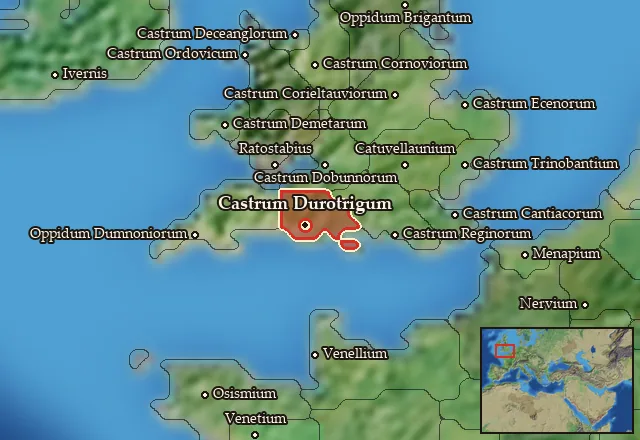 Oppidum Brigantum
Castrum Deceanglorum
Castrum Ordovicum
Castrum Cornoviorum
Ivernis
Castrum Corieltauviorum
Castrum Ecenorum
Castrum Demetarum
Ratostabius
Catuvellaunium
Castrum Trinobantium
Castrum Dobunnorum
Castrum Durotrigum
Castrum Cantiacorum
Oppidum Dumnoniorum
Castrum Reginorum
Menapium
Nervium
Venellium
Osismium
Venetium